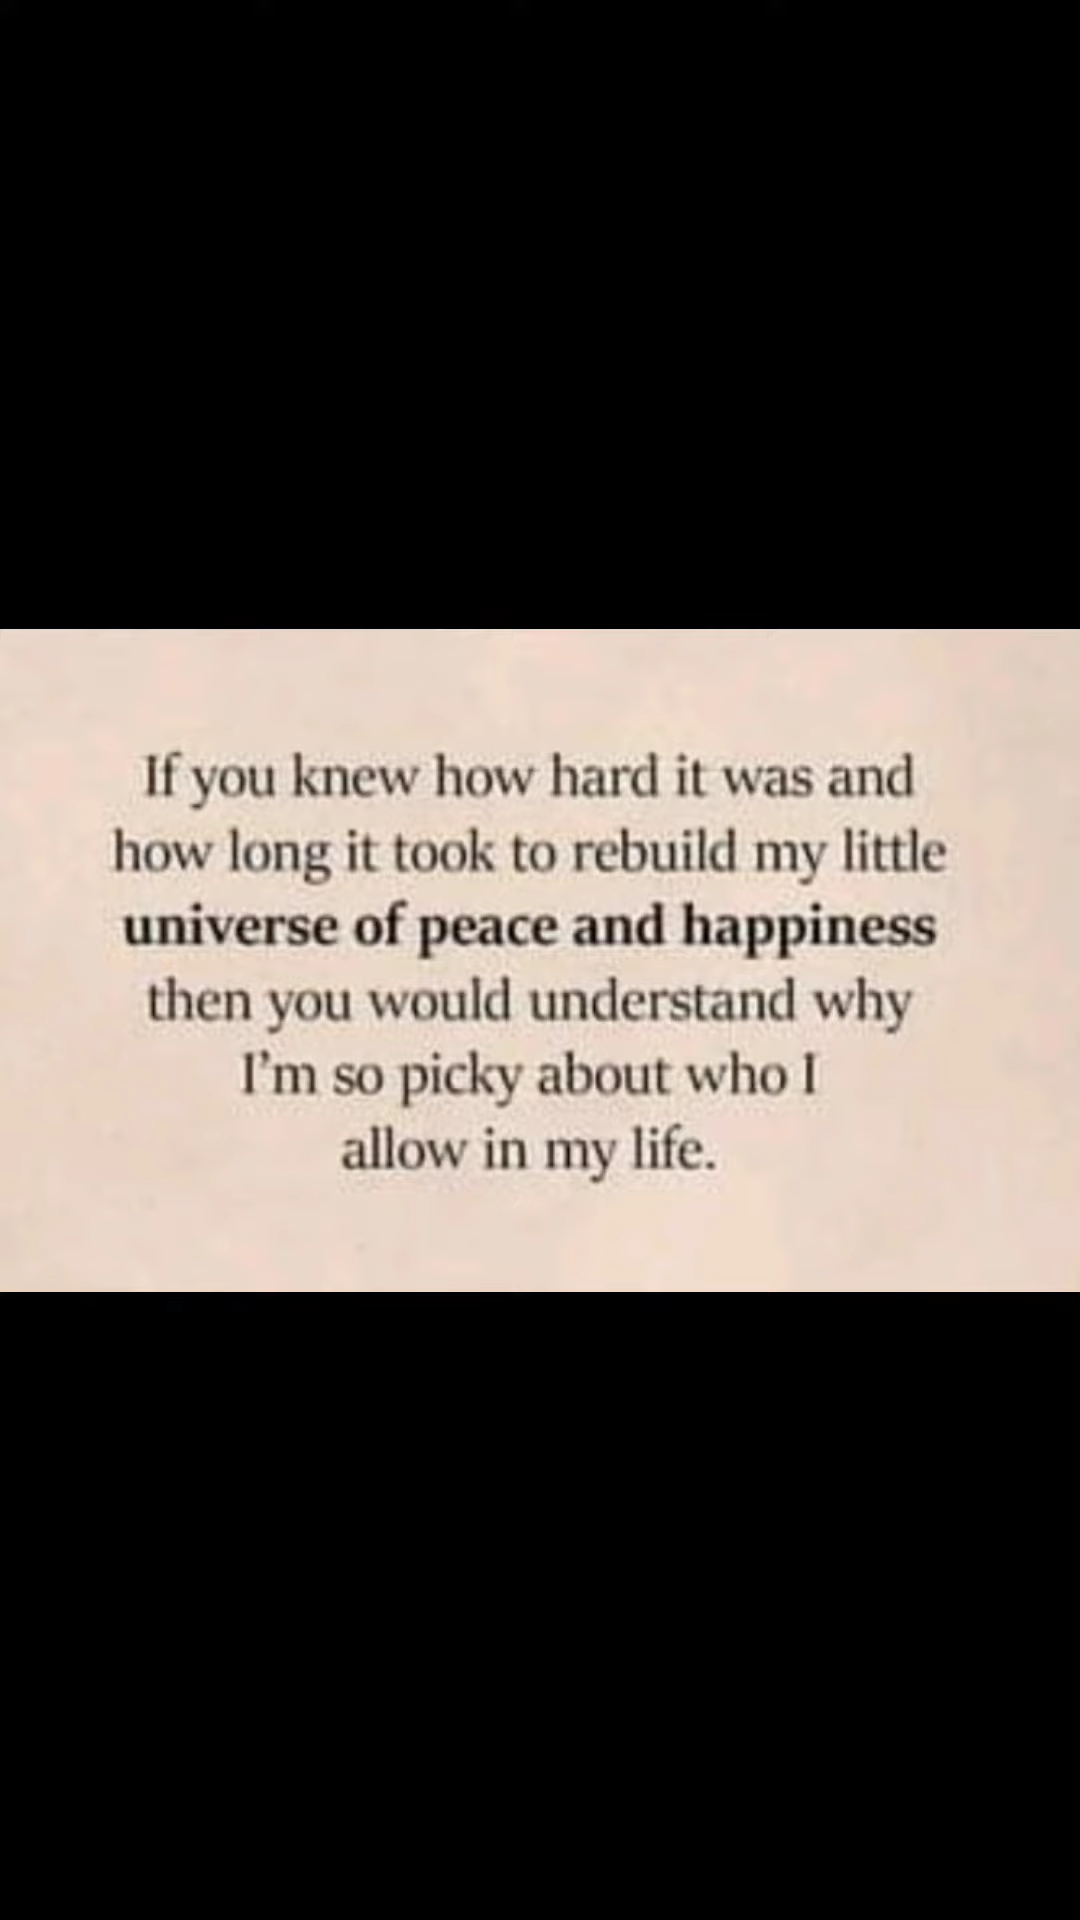 If you knew how hard it was and
how long it took to rebuild my little
universe of peace and happiness
then you would understand why
I’m so picky about who I
allow in my life.